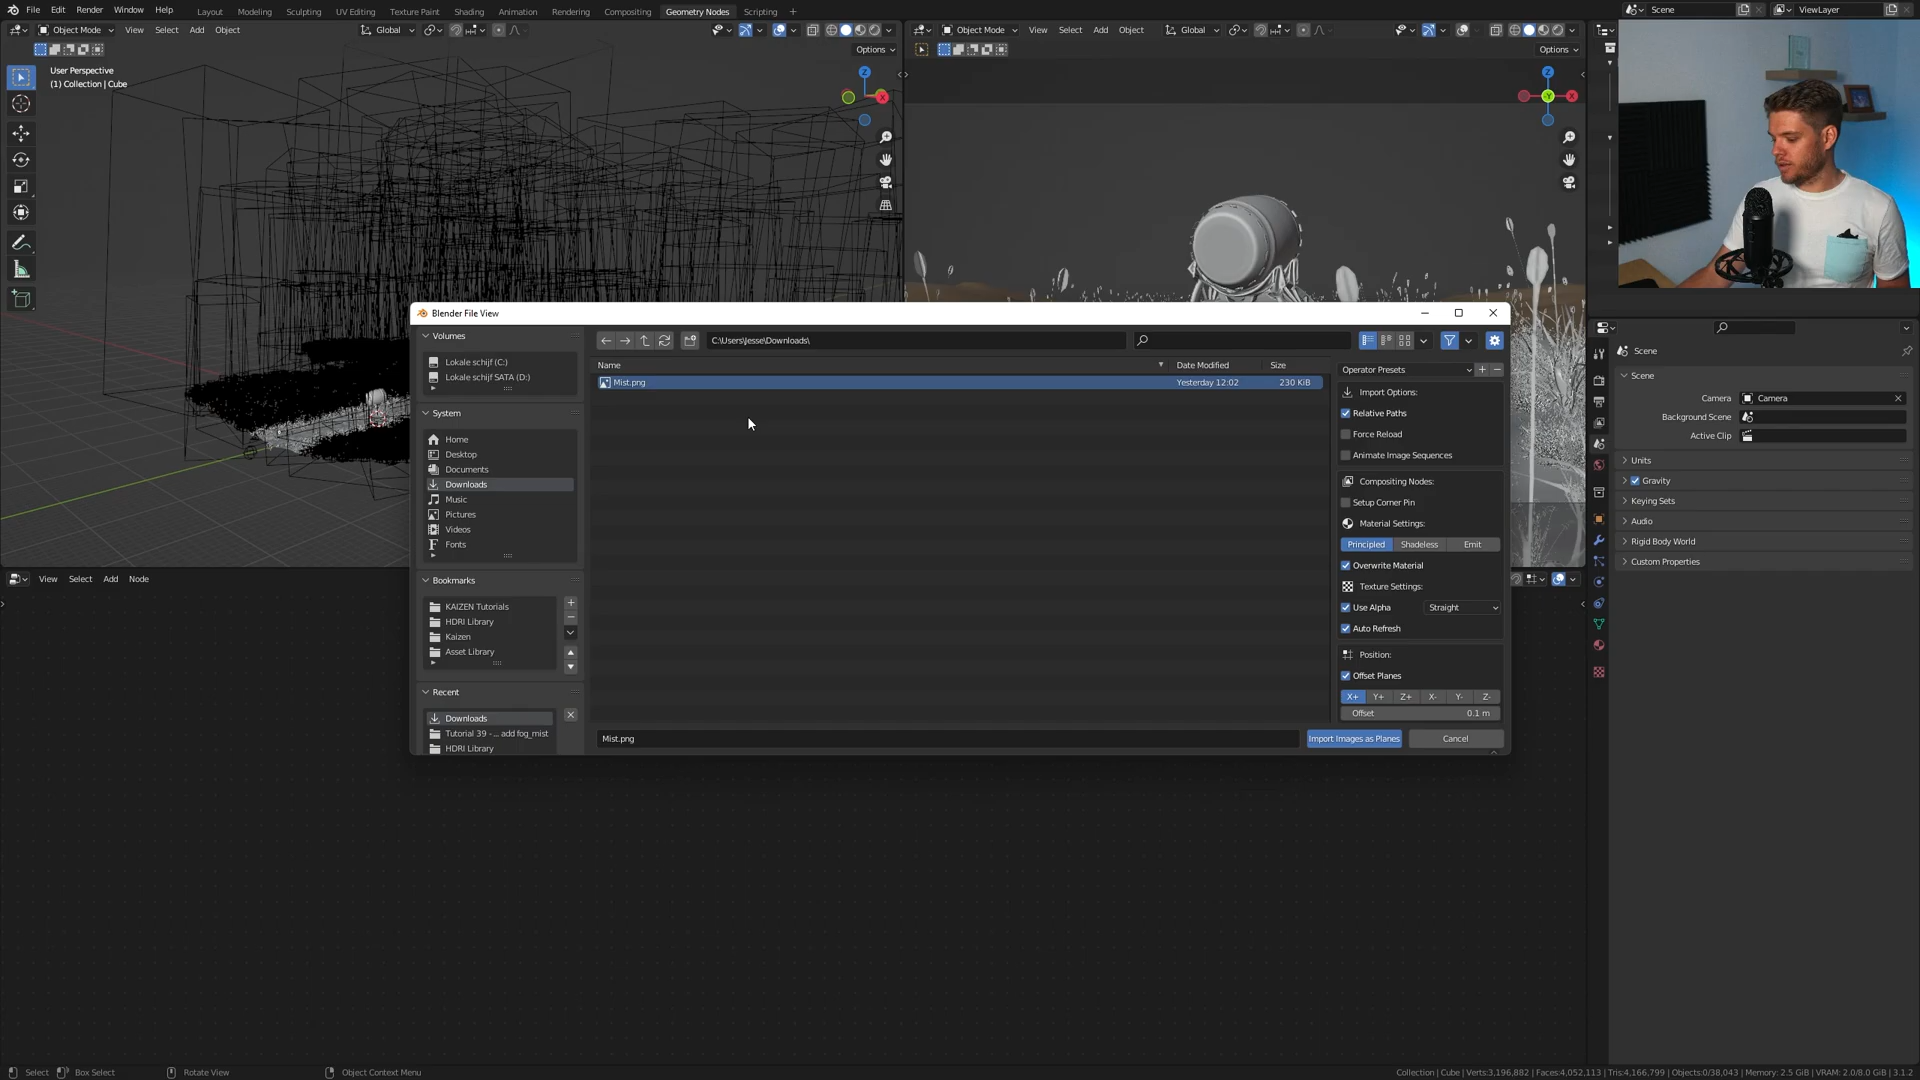 File Edit Render Window Help Layout Modeling Sculpting UV Editing Texture Paint Shading Animation Rendering Compositing Geometry Nodes Scripting + Scene ViewLayer
Object Mode View Select Add Object Global
Object Mode View Select Add Object Global
Options
Options
User Perspective
(1) Collection | Cube
Z
X
Z
Y
X
Blender File View
Volumes
Lokale schijf (C:)
Lokale schijf SATA (D:)
System
Home
Desktop
Documents
Downloads
Music
Pictures
Videos
Fonts
Bookmarks
KAIZEN Tutorials
HDRI Library
Kaizen
Asset Library
Recent
Downloads
Tutorial 39 -... add fog_mist
HDRI Library
C:\Users\Jesse\Downloads\
Name Date Modified Size
Mist.png Yesterday 12:02 230 KiB
Mist.png
Operator Presets
Import Options:
Relative Paths
Force Reload
Animate Image Sequences
Compositing Nodes:
Setup Corner Pin
Material Settings:
Principled Shadeless Emit
Overwrite Material
Texture Settings:
Use Alpha Straight
Auto Refresh
Position:
Offset Planes
X+ Y+ Z+ X- Y- Z-
Offset 0.1 m
Import Images as Planes Cancel
View Select Add Node
Scene
Scene
Camera Camera
Background Scene
Active Clip
Units
Gravity
Keying Sets
Audio
Rigid Body World
Custom Properties
Select Box Select Rotate View Object Context Menu
Collection | Cube | Verts:3,196,882 | Faces:4,052,113 | Tris:4,166,799 | Objects:0/38,043 | Memory: 2.5 GiB | VRAM: 2.0/8.0 GiB | 3.1.2